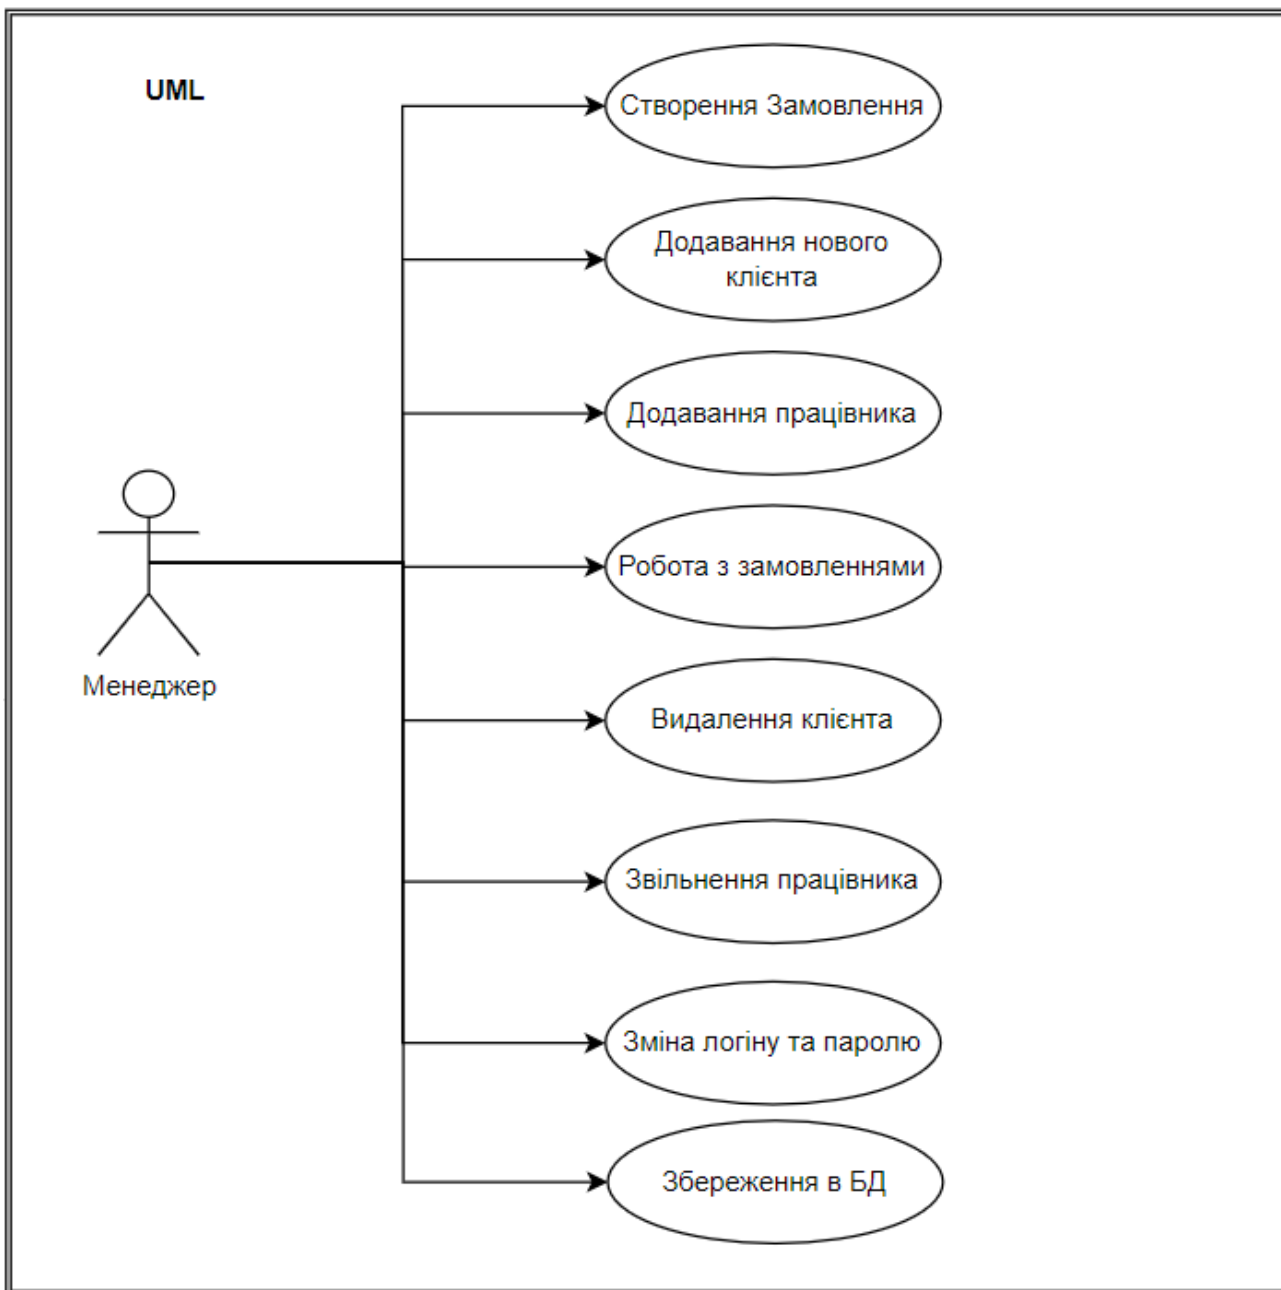 UML
Створення Замовлення
Додавання нового
клієнта
Додавання працівника
Робота з замовленнями
Менеджер
Видалення клієнта
Звільнення працівника
Зміна логіну та паролю
Збереження в БД